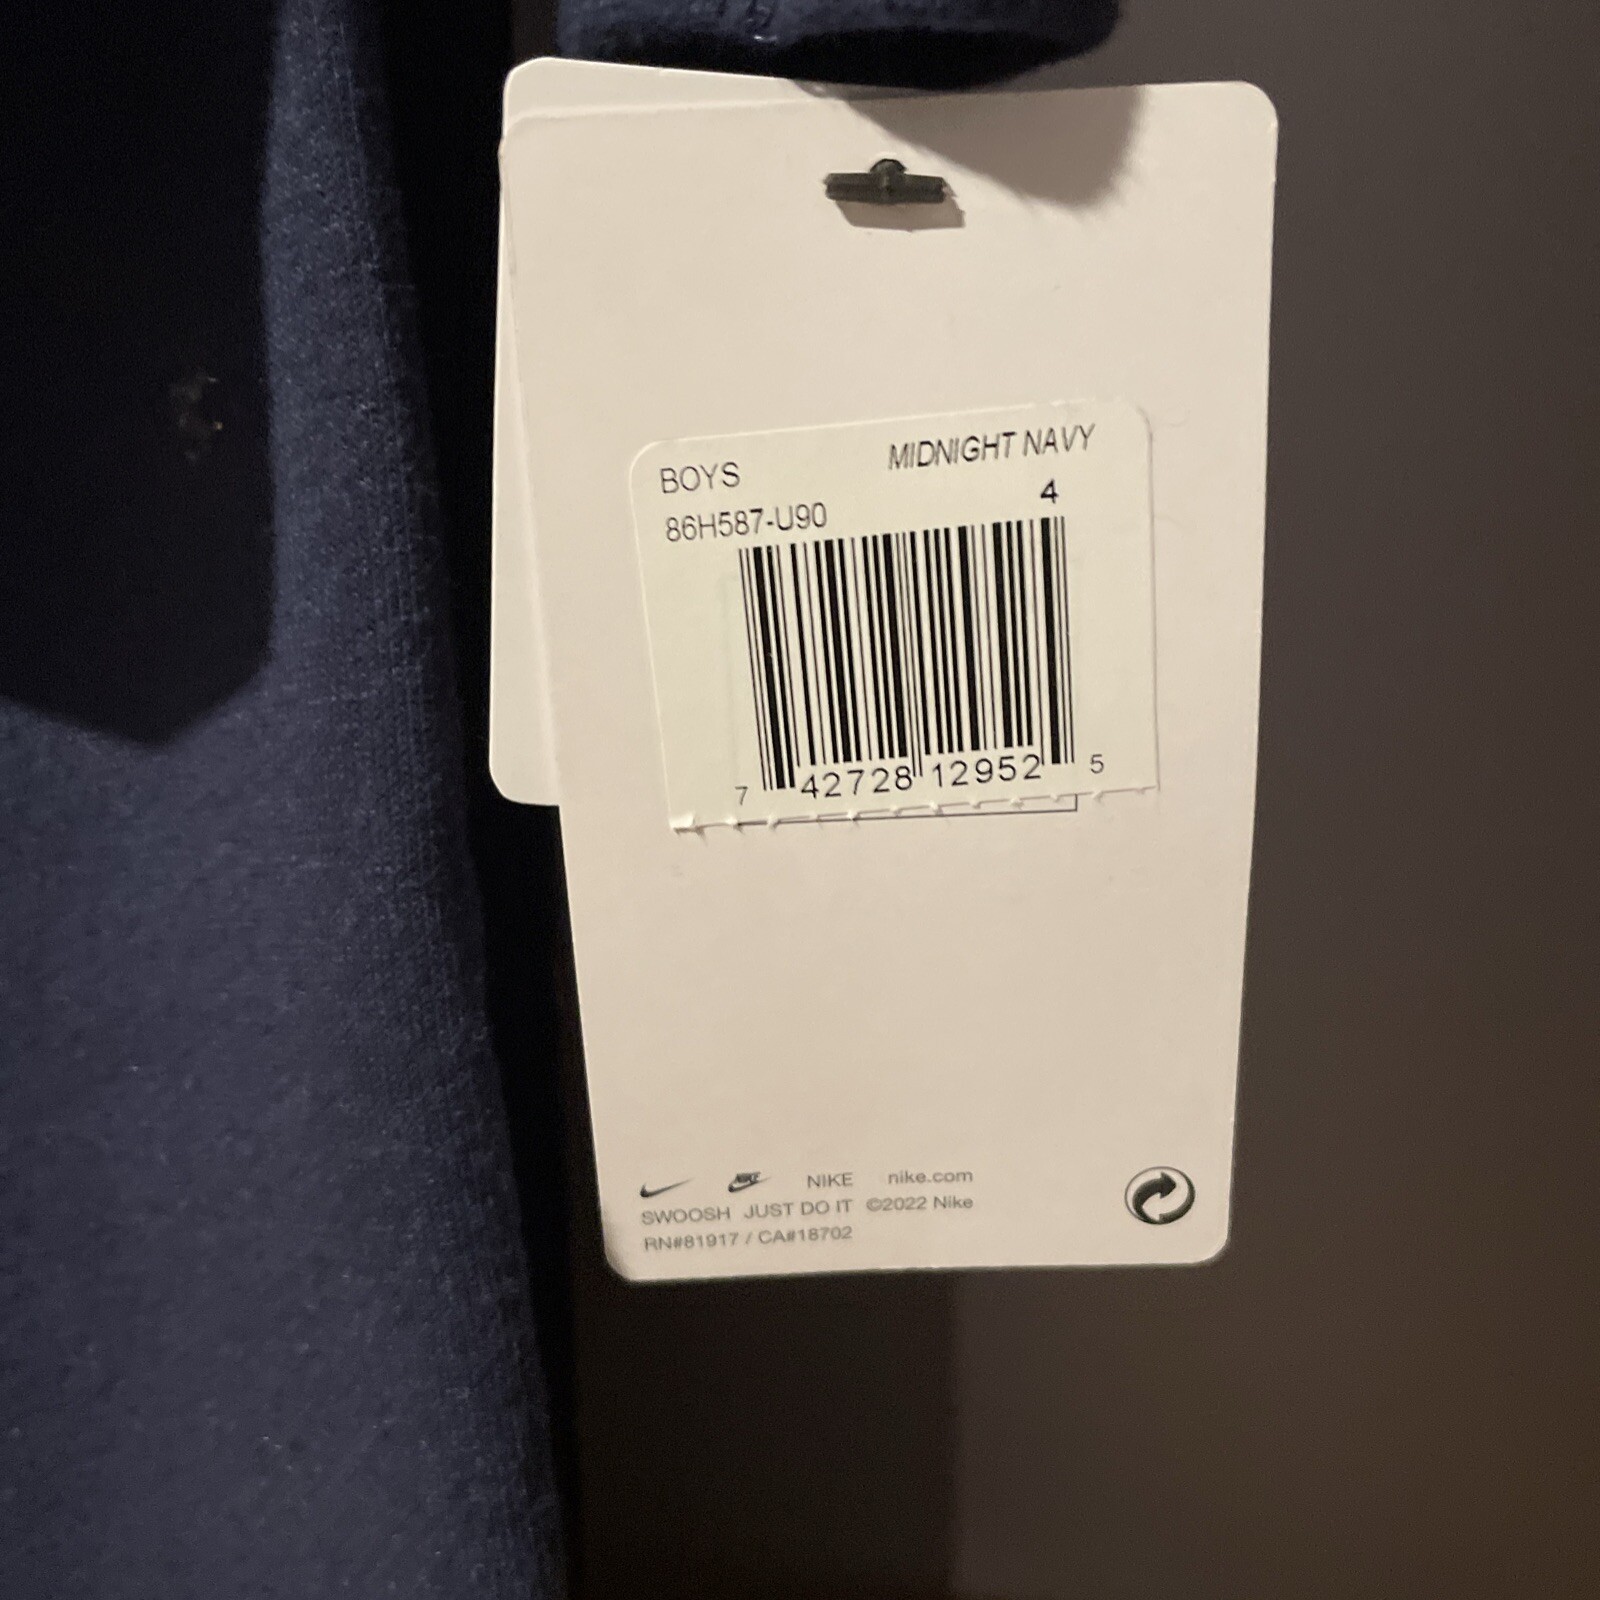 BOYS MIDNIGHT NAVY
86H587-U90 4
7 42728 12952 5
NIKE NIKE nike.com
SWOOSH JUST DO IT ©2022 Nike
RN#81917 / CA#18702